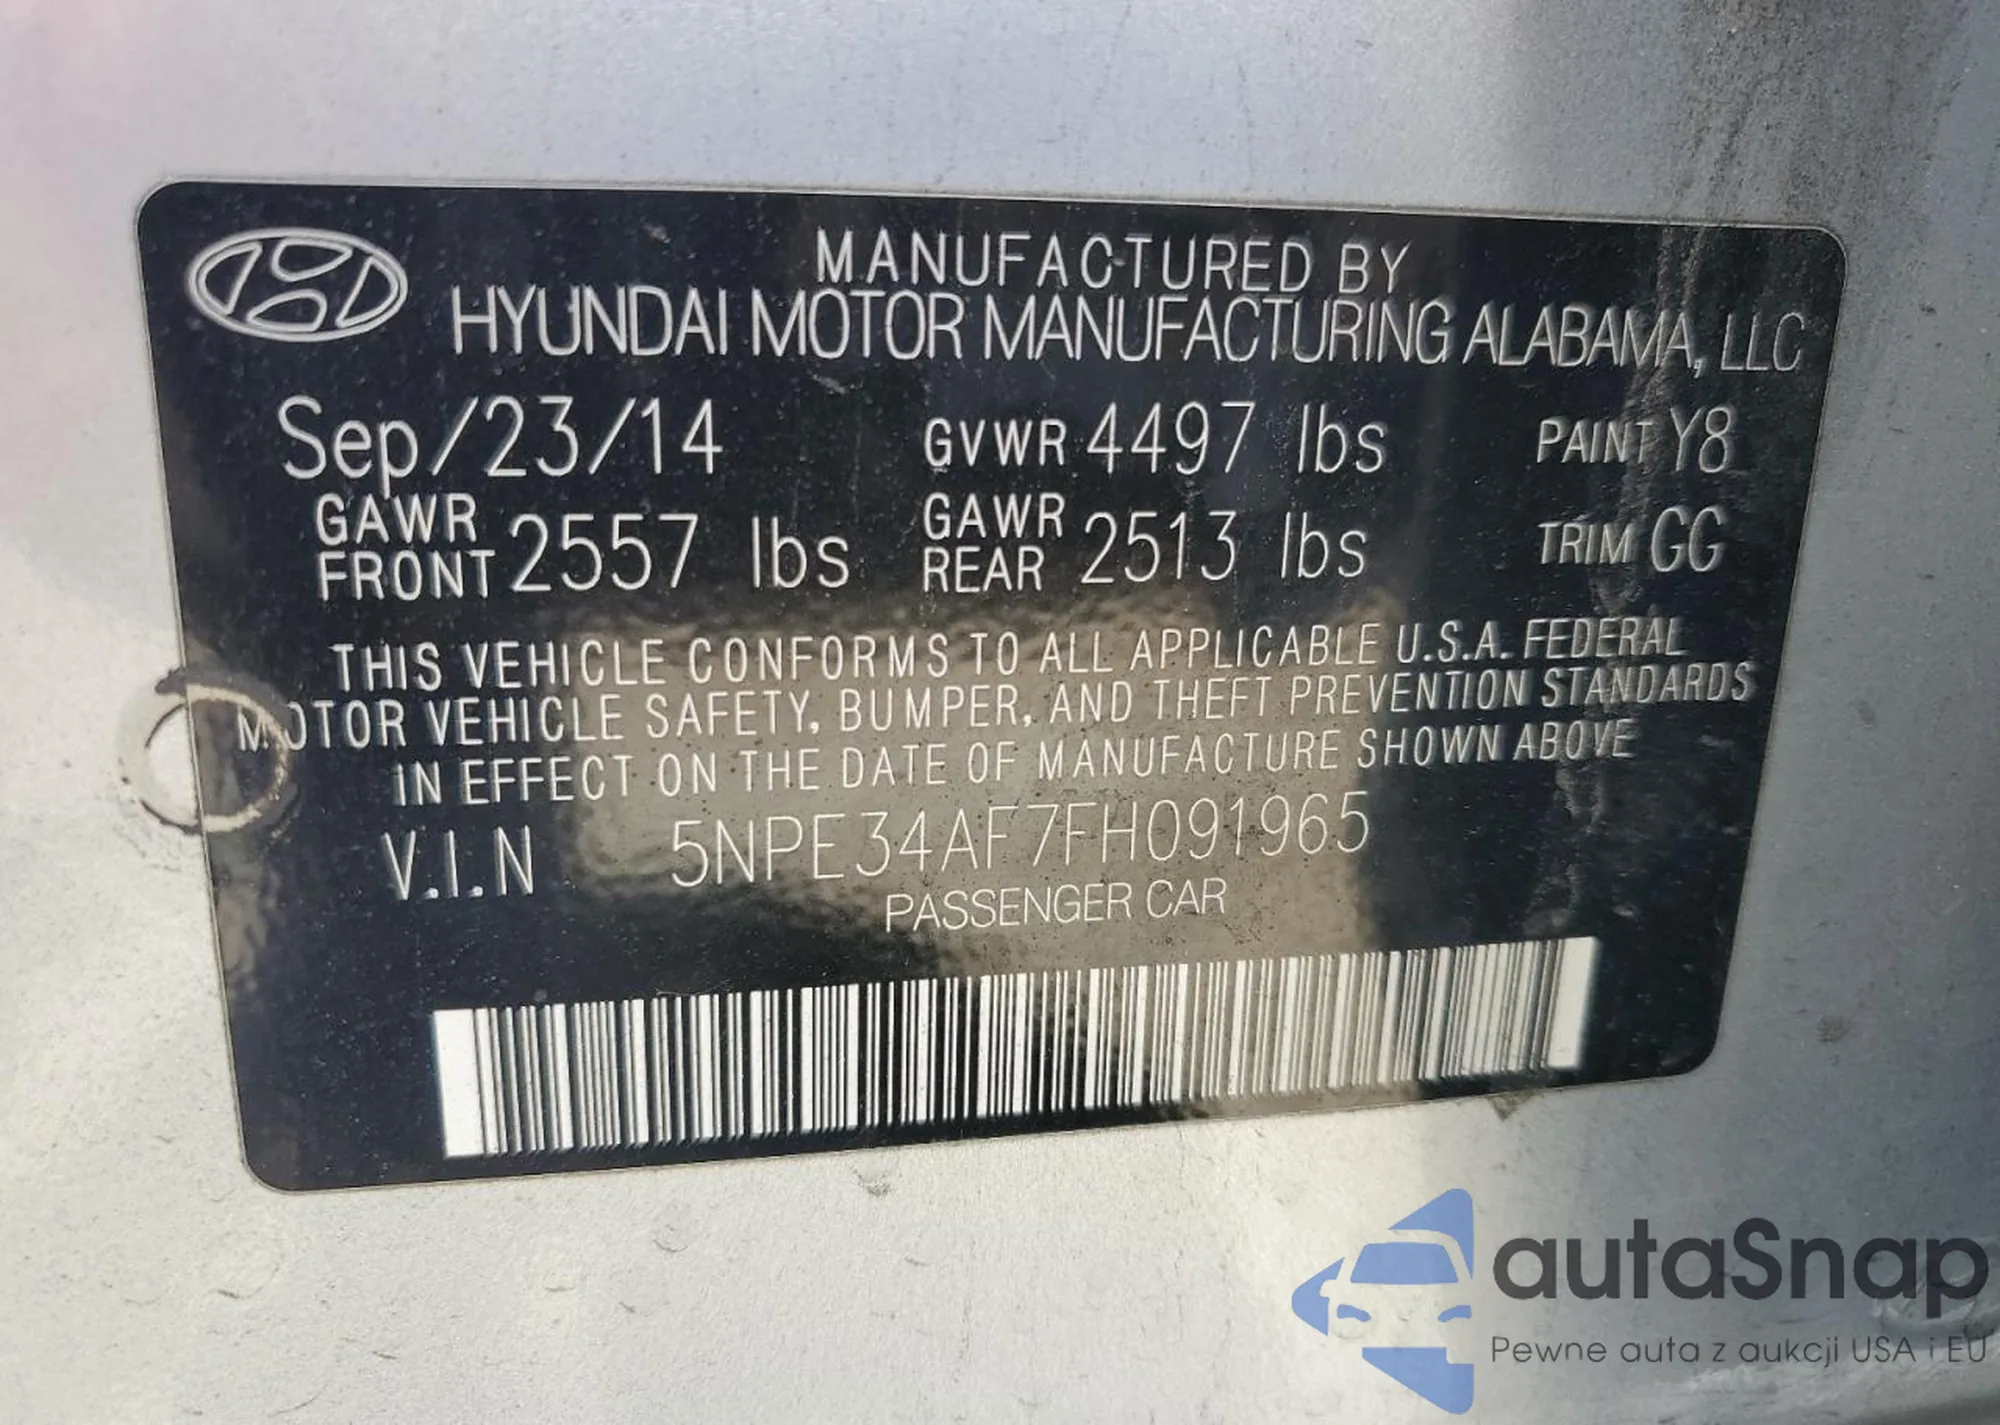 MANUFACTURED BY
HYUNDAI MOTOR MANUFACTURING ALABAMA, LLC
Sep/23/14 GVWR 4497 lbs PAINT Y8
GAWR FRONT 2557 lbs GAWR REAR 2513 lbs TRIM GG
THIS VEHICLE CONFORMS TO ALL APPLICABLE U.S.A. FEDERAL
MOTOR VEHICLE SAFETY, BUMPER, AND THEFT PREVENTION STANDARDS
IN EFFECT ON THE DATE OF MANUFACTURE SHOWN ABOVE
V.I.N 5NPE34AF7FH091965
PASSENGER CAR
autaSnap
Pewne auta z aukcji USA i EU